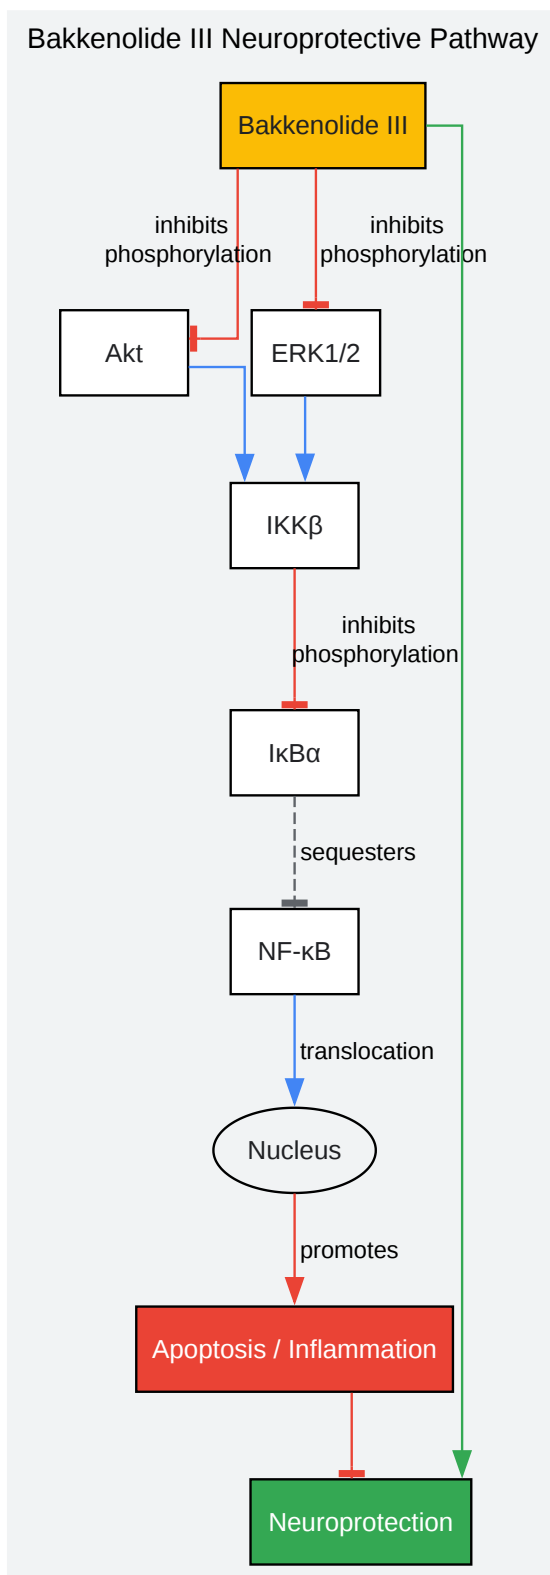 Bakkenolide III Neuroprotective Pathway
Bakkenolide III
inhibits
phosphorylation
inhibits
phosphorylation
Akt
ERK1/2
IKKβ
inhibits
phosphorylation
IκBα
sequesters
NF-κB
translocation
Nucleus
promotes
Apoptosis / Inflammation
Neuroprotection